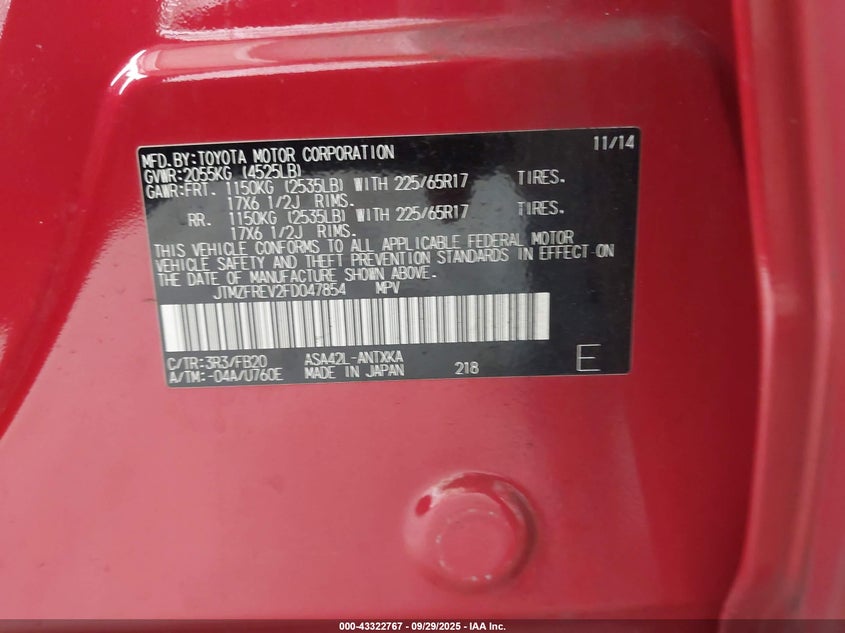 MFD.BY:TOYOTA MOTOR CORPORATION 11/14
GVWR:2055KG (4525LB)
GAWR:FRT. 1150KG (2535LB) WITH 225/65R17 TIRES.
17X6 1/2J RIMS.
RR. 1150KG (2535LB) WITH 225/65R17 TIRES.
17X6 1/2J RIMS.
THIS VEHICLE CONFORMS TO ALL APPLICABLE FEDERAL MOTOR
VEHICLE SAFETY AND THEFT PREVENTION STANDARDS IN EFFECT ON
THE DATE OF MANUFACTURE SHOWN ABOVE.
JTMZFREV2FD047854 MPV
C/TR:3R3/FB20 ASA42L-ANTXKA
A/TM:-04A/U760E MADE IN JAPAN 218 E
000-43322767 - 09/29/2025 - IAA Inc.